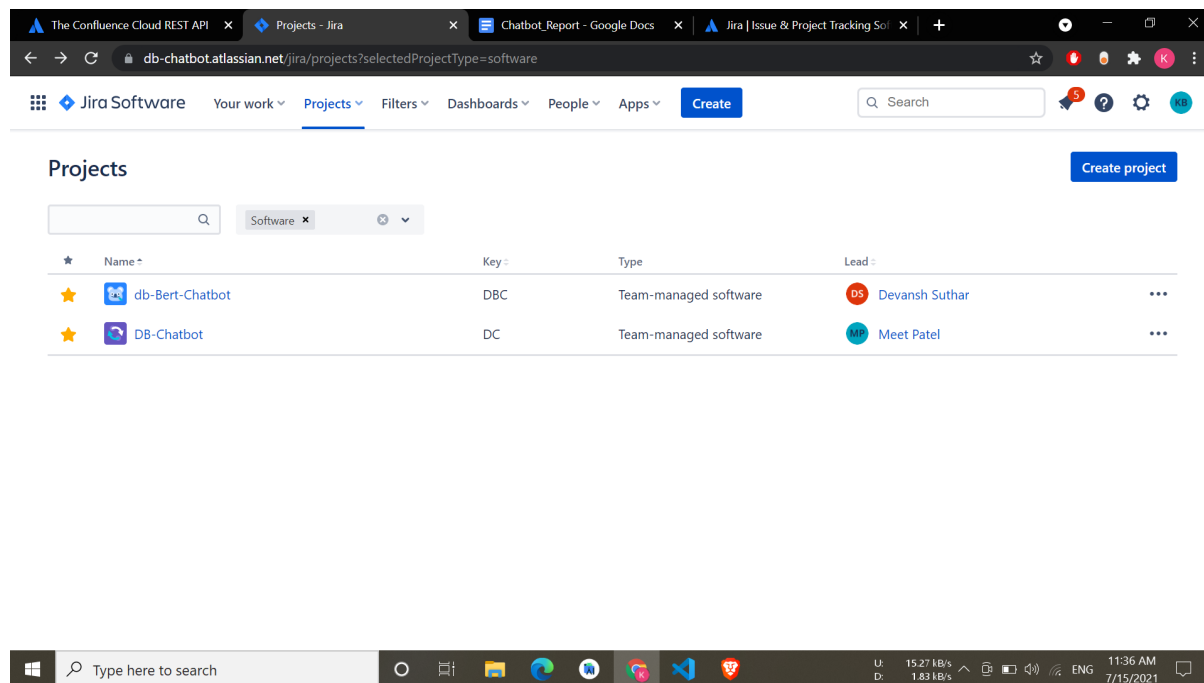 The Confluence Cloud REST API Projects - Jira Chatbot_Report - Google Docs Jira | Issue & Project Tracking Sof
db-chatbot.atlassian.net/jira/projects?selectedProjectType=software K
Jira Software Your work Projects Filters Dashboards People Apps Create Search 5 KB
Projects Create project
Software
Name Key Type Lead
db-Bert-Chatbot DBC Team-managed software DS Devansh Suthar
DB-Chatbot DC Team-managed software MP Meet Patel
Type here to search K U: 15.27 kB/s ENG 11:36 AM
D: 1.83 kB/s 7/15/2021